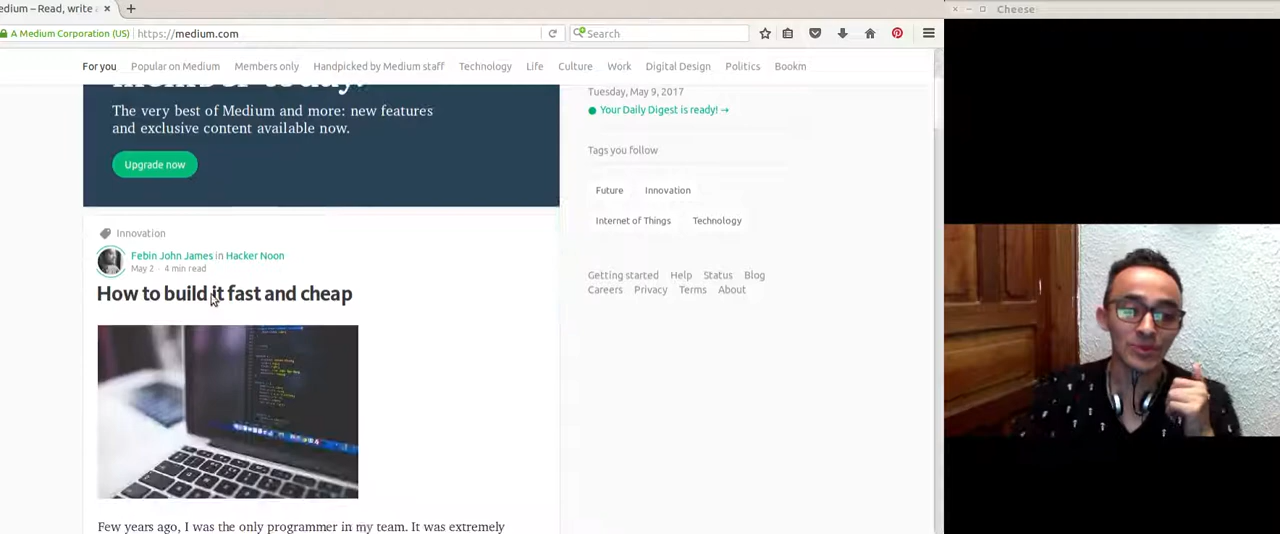 edium – Read, write
Cheese
A Medium Corporation (US)
https://medium.com
Search
For you
Popular on Medium
Members only
Handpicked by Medium staff
Technology
Life
Culture
Work
Digital Design
Politics
Bookm
The very best of Medium and more: new features
and exclusive content available now.
Upgrade now
Tuesday, May 9, 2017
Your Daily Digest is ready! →
Tags you follow
Future
Innovation
Internet of Things
Technology
Getting started Help Status Blog
Careers Privacy Terms About
Innovation
Febin John James in Hacker Noon
May 2 · 4 min read
How to build it fast and cheap
Few years ago, I was the only programmer in my team. It was extremely